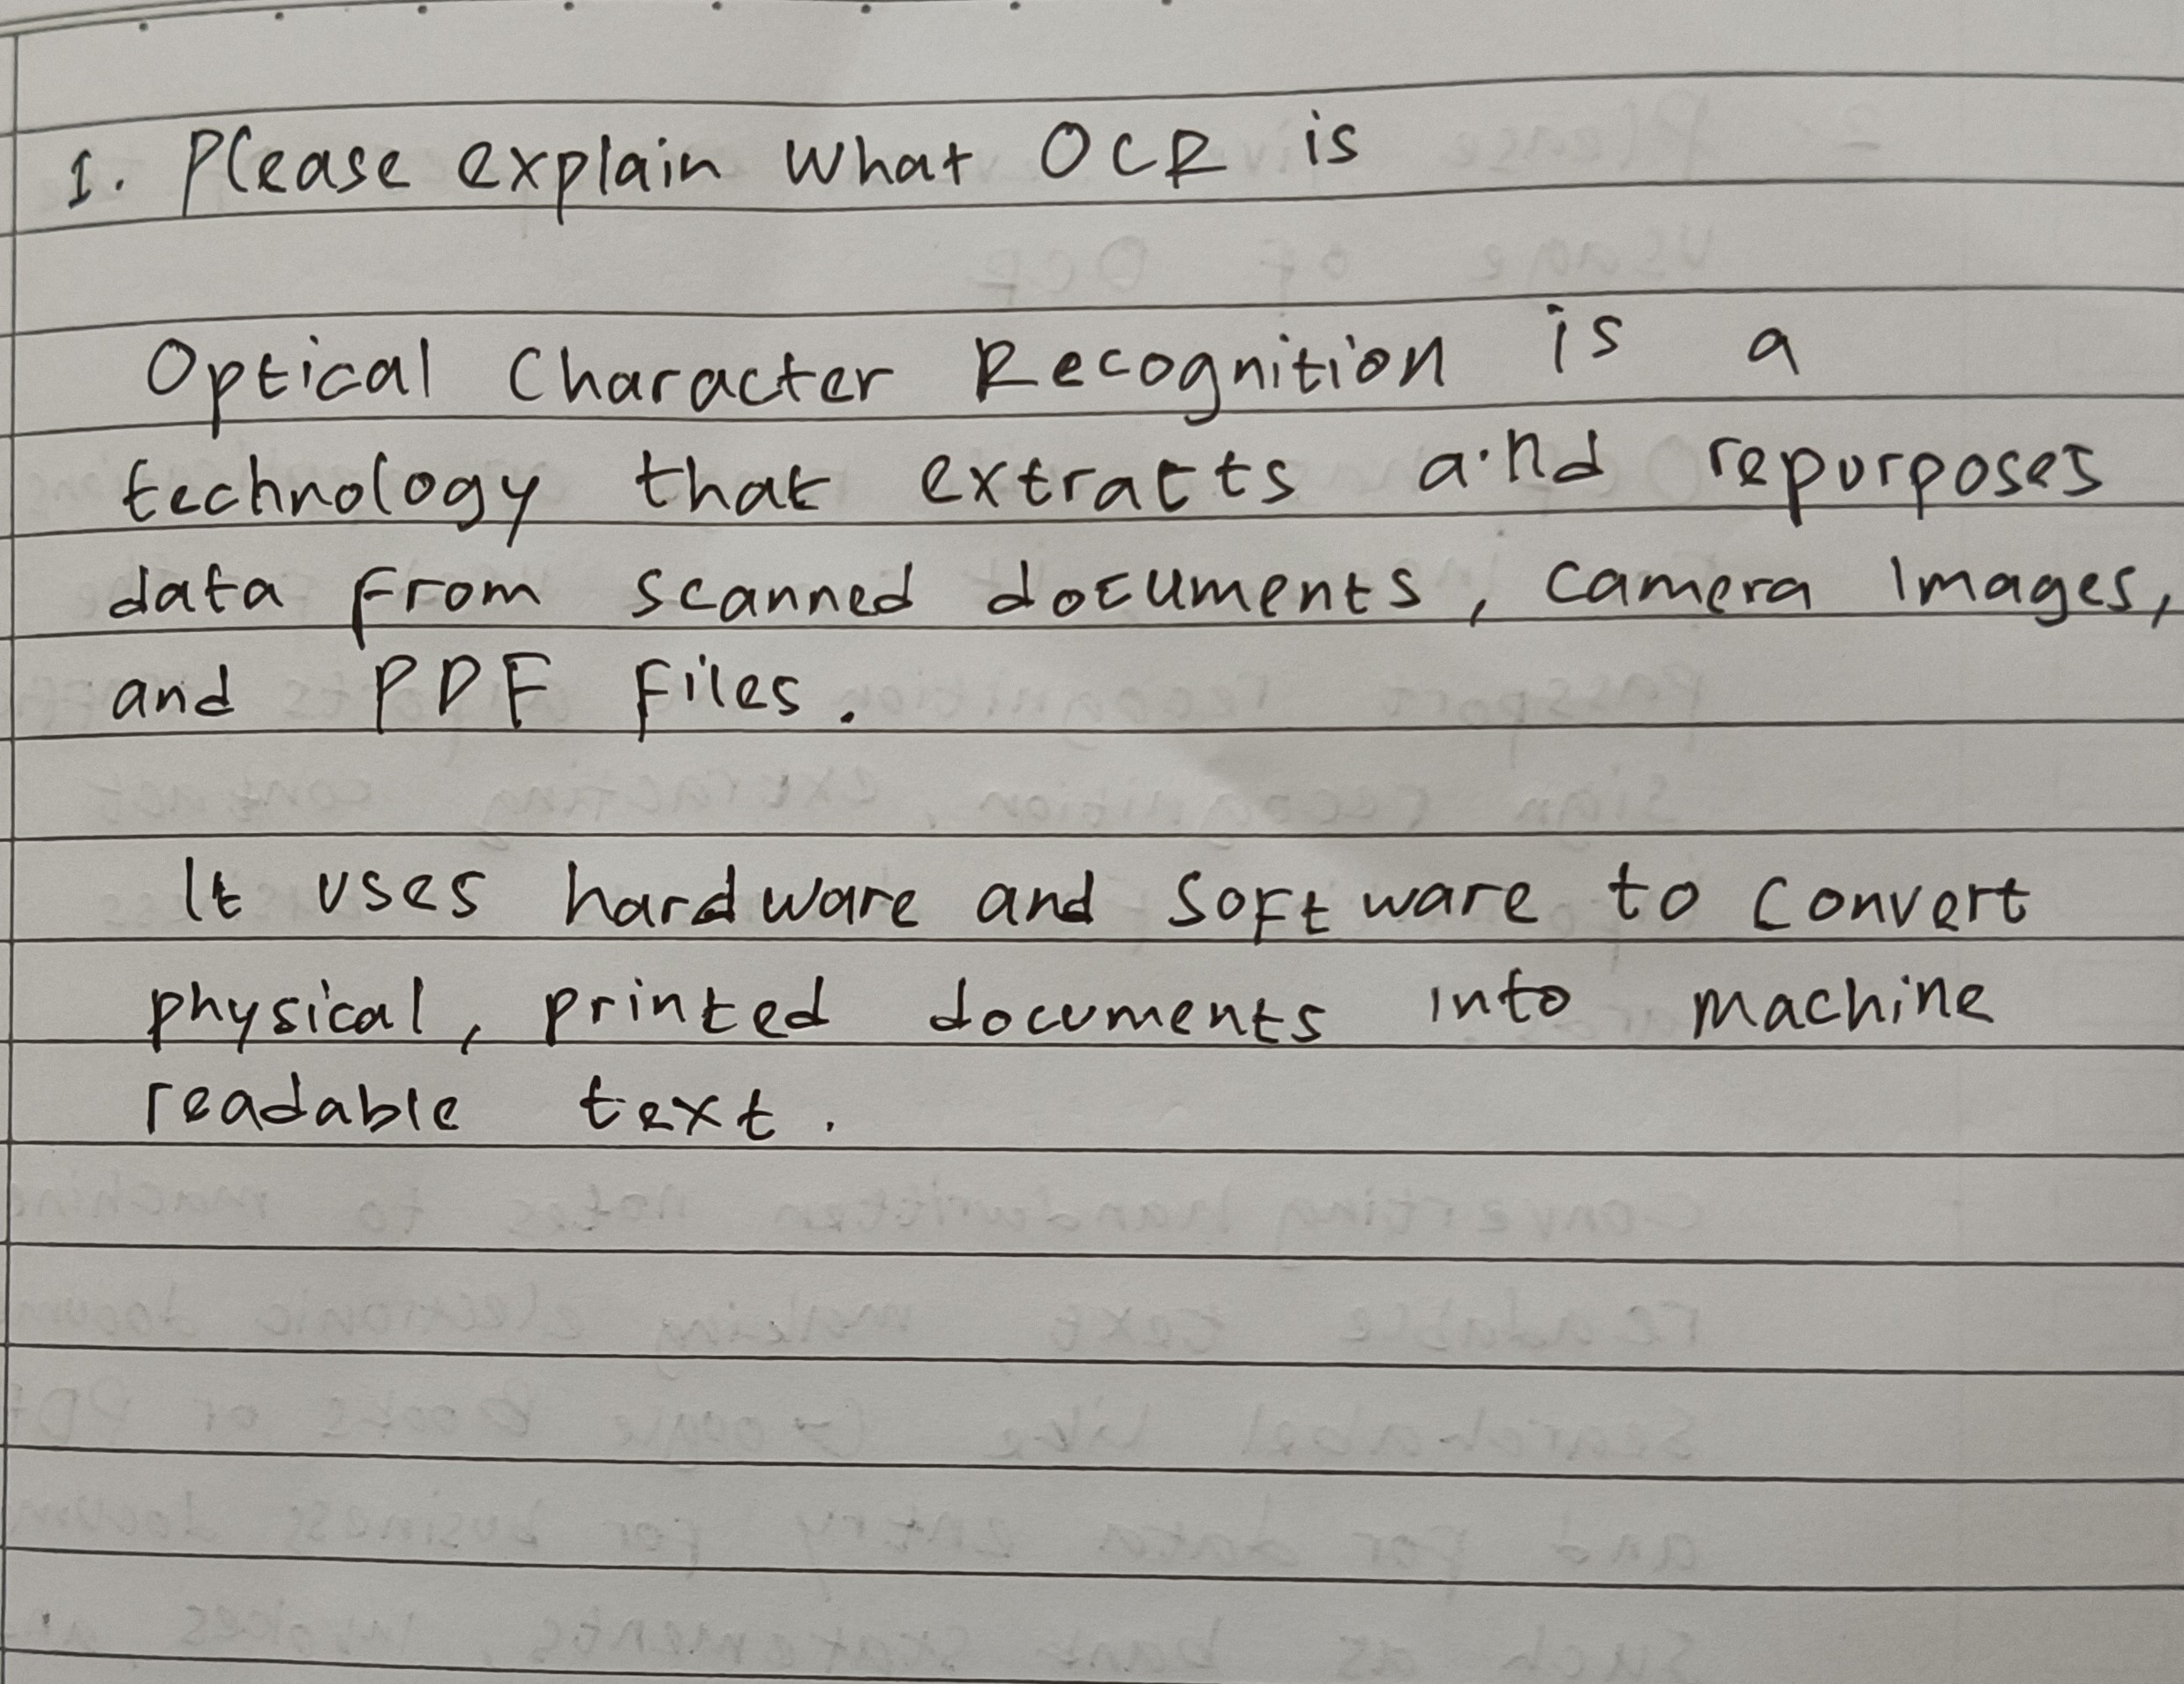 1. Please explain what OCR is
Optical Character Recognition is a
technology that extracts and repurposes
data from scanned documents, camera images,
and PDF files.
It uses hardware and software to convert
physical, printed documents into machine
readable text.